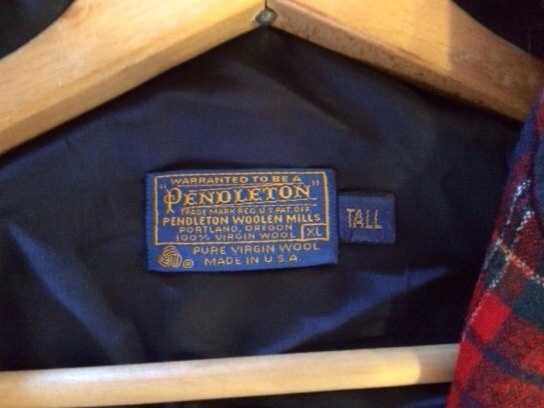 WARRANTED TO BE A
"PENDLETON"
TRADE MARK REG. U.S. PAT. OFF.
PENDLETON WOOLEN MILLS
PORTLAND, OREGON
100% VIRGIN WOOL XL
PURE VIRGIN WOOL
MADE IN U.S.A.
TALL